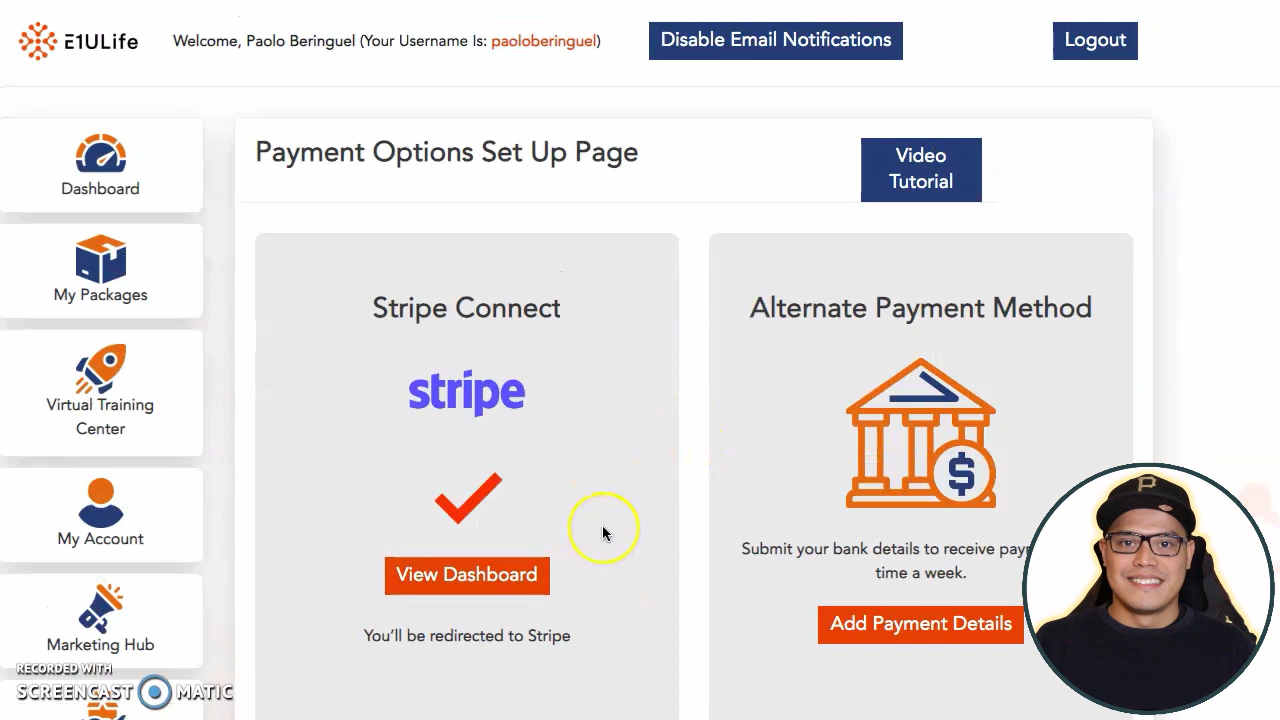 E1ULife
Welcome, Paolo Beringuel (Your Username Is: paoloberinguel)
Disable Email Notifications
Logout
Dashboard
My Packages
Virtual Training
Center
My Account
Marketing Hub
Payment Options Set Up Page
Video
Tutorial
Stripe Connect
stripe
View Dashboard
You'll be redirected to Stripe
Alternate Payment Method
$
Submit your bank details to receive
time a week.
Add Payment Details
P
RECORDED WITH
SCREENCAST MATIC